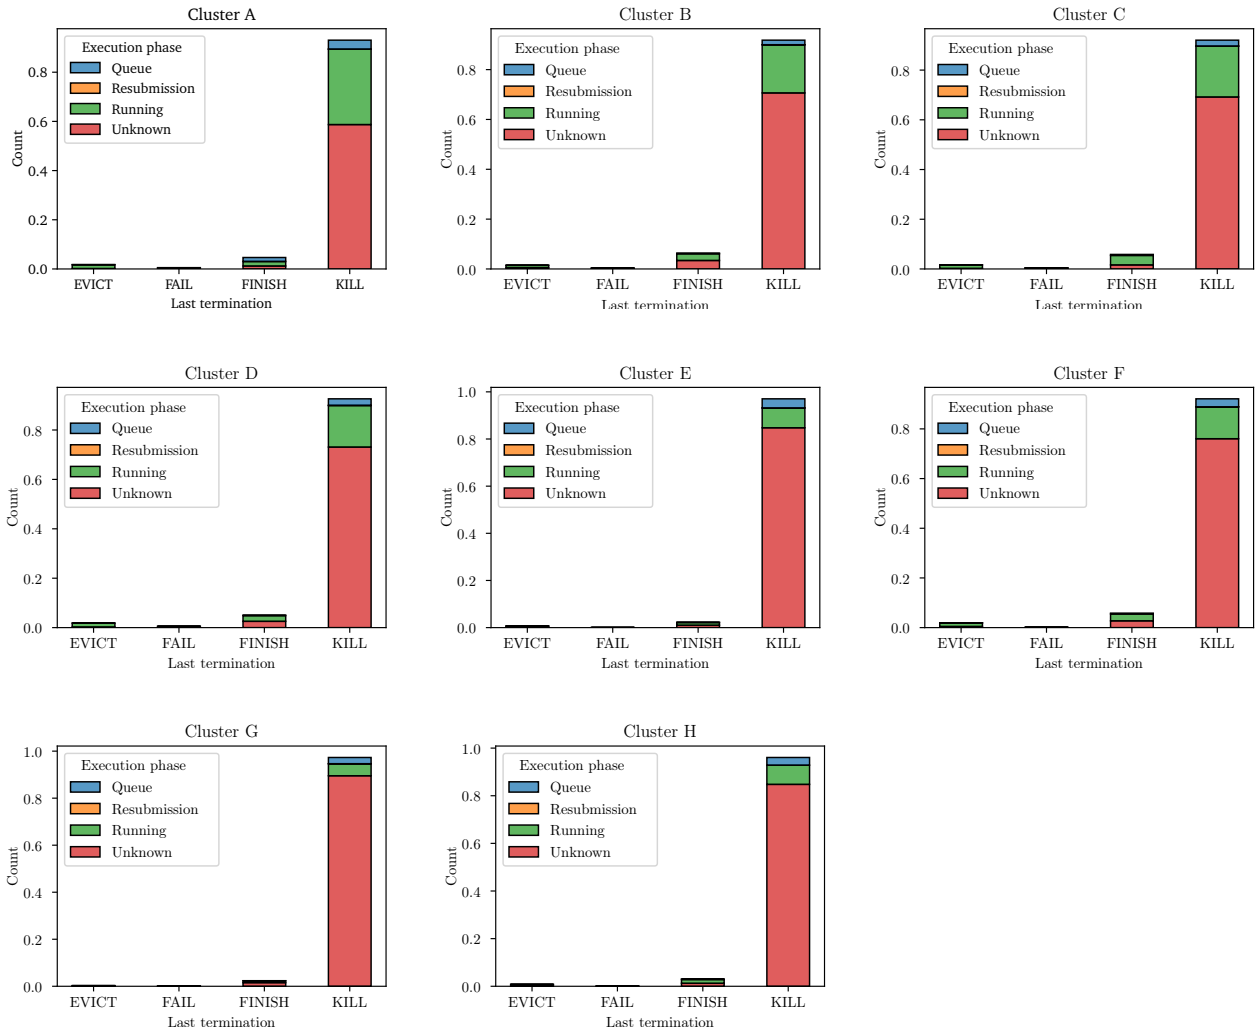 Cluster A
Execution phase
Queue
Resubmission
Running
Unknown
Count
0.8
0.6
0.4
0.2
0.0
EVICT FAIL FINISH KILL
Last termination
Cluster B
Execution phase
Queue
Resubmission
Running
Unknown
Count
0.8
0.6
0.4
0.2
0.0
EVICT FAIL FINISH KILL
Last termination
Cluster C
Execution phase
Queue
Resubmission
Running
Unknown
Count
0.8
0.6
0.4
0.2
0.0
EVICT FAIL FINISH KILL
Last termination
Cluster D
Execution phase
Queue
Resubmission
Running
Unknown
Count
0.8
0.6
0.4
0.2
0.0
EVICT FAIL FINISH KILL
Last termination
Cluster E
Execution phase
Queue
Resubmission
Running
Unknown
Count
1.0
0.8
0.6
0.4
0.2
0.0
EVICT FAIL FINISH KILL
Last termination
Cluster F
Execution phase
Queue
Resubmission
Running
Unknown
Count
0.8
0.6
0.4
0.2
0.0
EVICT FAIL FINISH KILL
Last termination
Cluster G
Execution phase
Queue
Resubmission
Running
Unknown
Count
1.0
0.8
0.6
0.4
0.2
0.0
EVICT FAIL FINISH KILL
Last termination
Cluster H
Execution phase
Queue
Resubmission
Running
Unknown
Count
1.0
0.8
0.6
0.4
0.2
0.0
EVICT FAIL FINISH KILL
Last termination